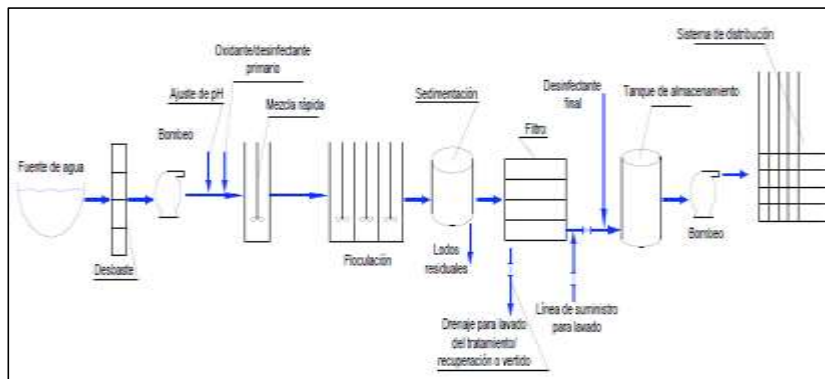 Sistema de distribución
Oxidante/desinfectante
primario
Ajuste de pH
Mezcla rápida
Sedimentación
Desinfectante
final
Tanque de almacenamiento
Bombeo
Filtro
Fuente de agua
Desbaste
Floculación
Lodos
residuales
Bombeo
Línea de suministro
para lavado
Drenaje para lavado
del tratamiento/
recuperación o vertido